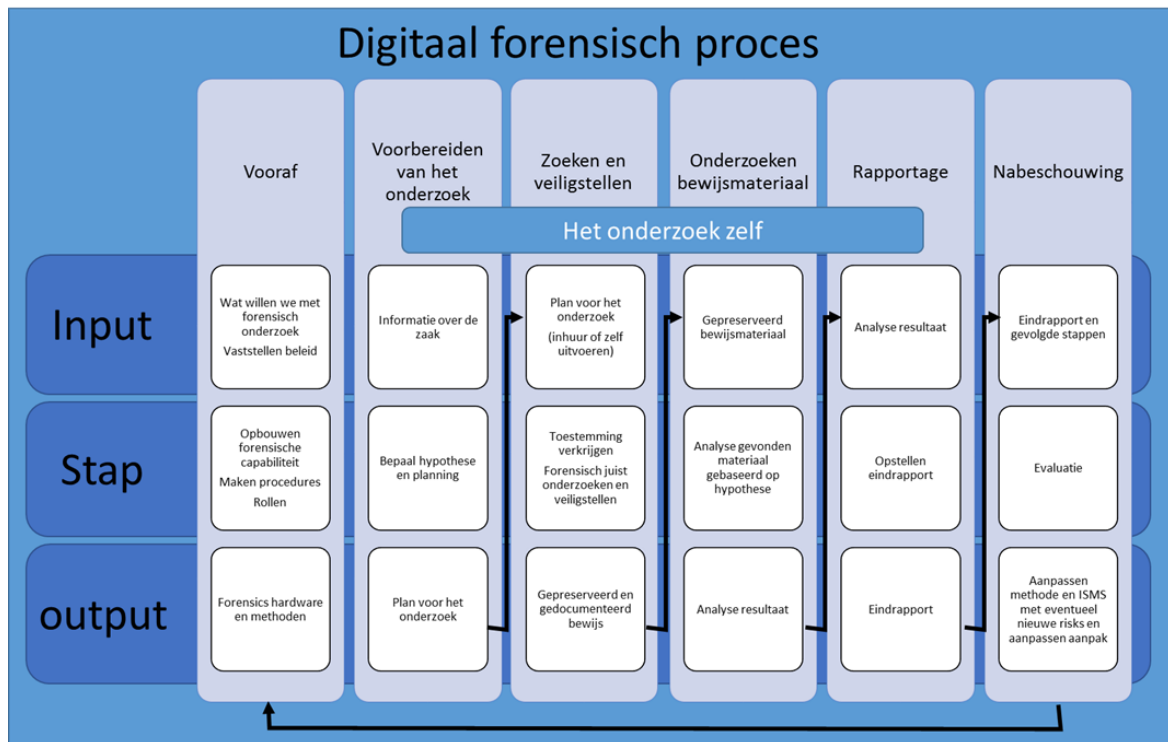 Digitaal forensisch proces
Vooraf
Voorbereiden
van het
onderzoek
Zoeken en
veiligstellen
Onderzoeken
bewijsmateriaal
Rapportage
Nabeschouwing
Het onderzoek zelf
Input
Wat willen we met
forensisch
onderzoek
Vaststellen beleid
Informatie over de
zaak
Plan voor het
onderzoek
(inhuur of zelf
uitvoeren)
Gepreserveerd
bewijsmateriaal
Analyse resultaat
Eindrapport en
gevolgde stappen
Stap
Opbouwen
forensische
capabiliteit
Maken procedures
Rollen
Bepaal hypothese
en planning
Toestemming
verkrijgen
Forensisch juist
onderzoeken en
veiligstellen
Analyse gevonden
materiaal
gebaseerd op
hypothese
Opstellen
eindrapport
Evaluatie
output
Forensics hardware
en methoden
Plan voor het
onderzoek
Gepreserveerd en
gedocumenteerd
bewijs
Analyse resultaat
Eindrapport
Aanpassen
methode en ISMS
met eventueel
nieuwe risks en
aanpassen aanpak